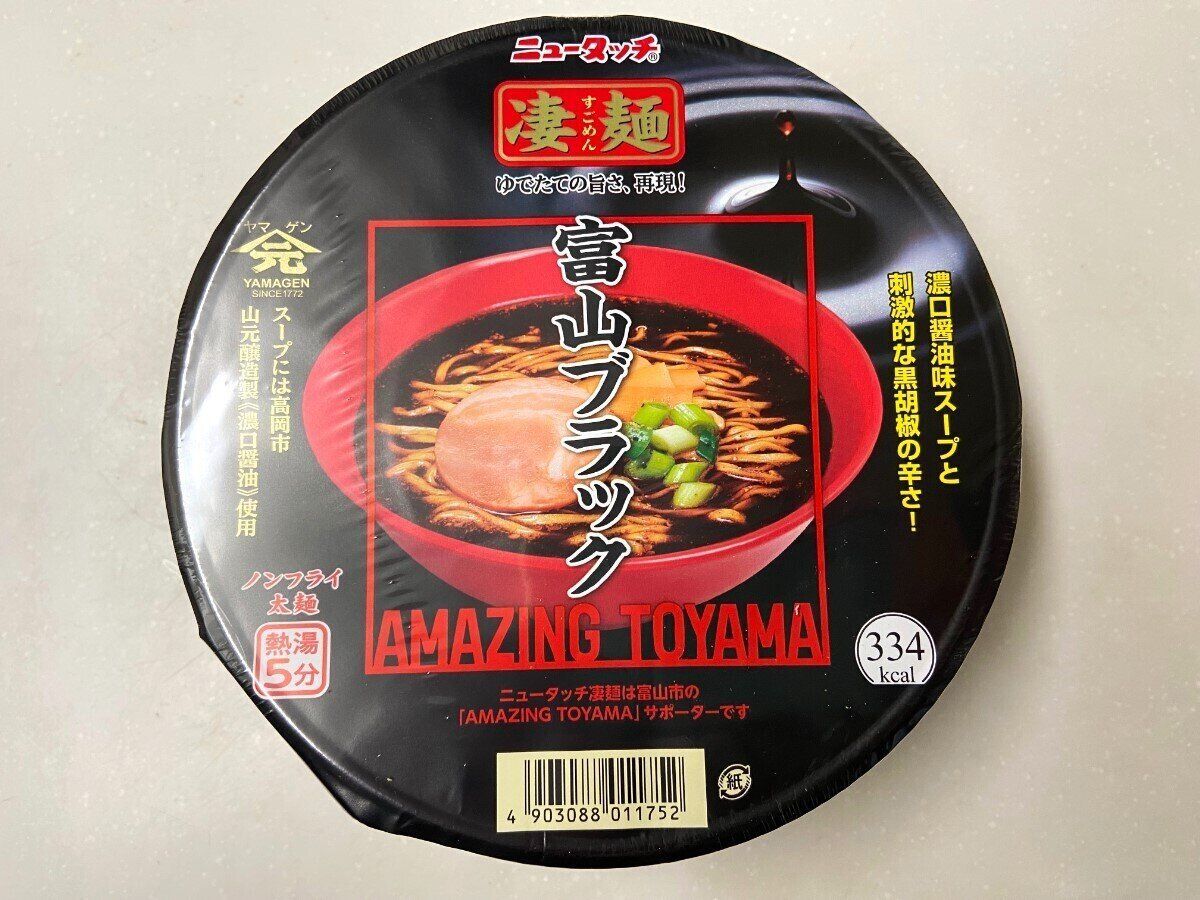 ニュータッチ®
凄麺
すごめん
ゆでたての旨さ、再現!
富山ブラック
濃口醤油味スープと
刺激的な黒胡椒の辛さ!
ヤマゲン
元
YAMAGEN
SINCE1772
スープには高岡市
山元醸造製《濃口醤油》使用
ノンフライ
太麺
熱湯
5分
AMAZING TOYAMA
334
kcal
ニュータッチ凄麺は富山市の
「AMAZING TOYAMA」サポーターです
紙
4 903088 011752